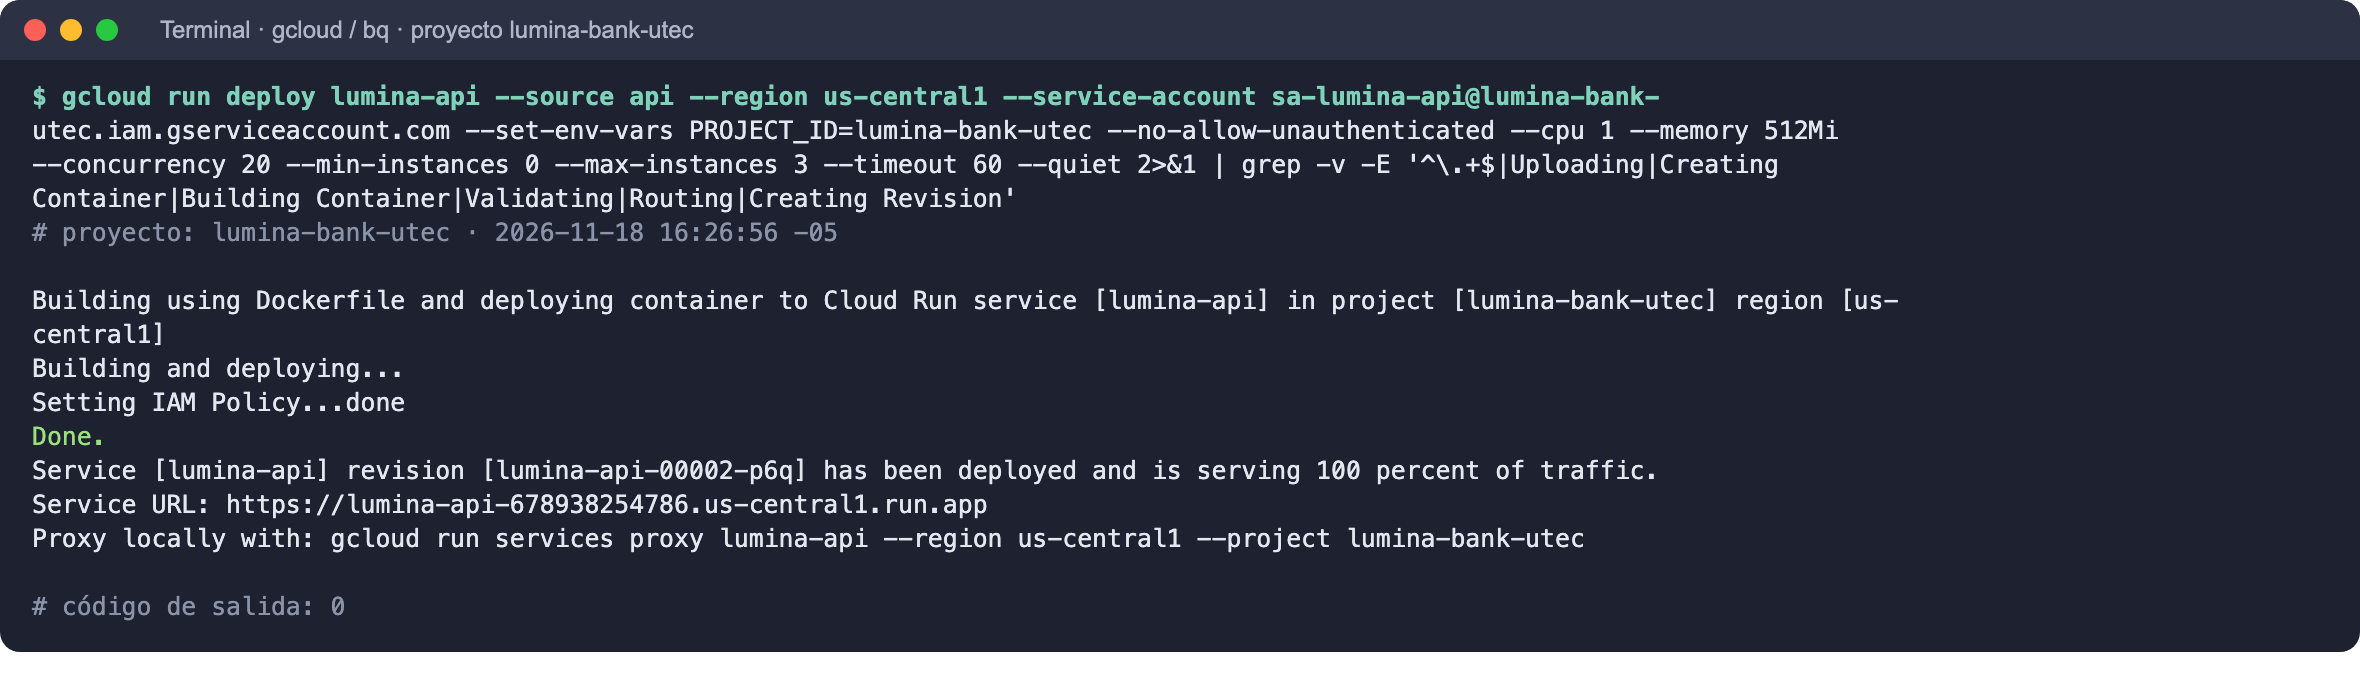 Terminal · gcloud / bq · proyecto lumina-bank-utec
$ gcloud run deploy lumina-api --source api --region us-central1 --service-account sa-lumina-api@lumina-bank-
utec.iam.gserviceaccount.com --set-env-vars PROJECT_ID=lumina-bank-utec --no-allow-unauthenticated --cpu 1 --memory 512Mi
--concurrency 20 --min-instances 0 --max-instances 3 --timeout 60 --quiet 2>&1 | grep -v -E '^\.+$|Uploading|Creating
Container|Building Container|Validating|Routing|Creating Revision'
# proyecto: lumina-bank-utec · 2026-11-18 16:26:56 -05
Building using Dockerfile and deploying container to Cloud Run service [lumina-api] in project [lumina-bank-utec] region [us-
central1]
Building and deploying...
Setting IAM Policy...done
Done.
Service [lumina-api] revision [lumina-api-00002-p6q] has been deployed and is serving 100 percent of traffic.
Service URL: https://lumina-api-678938254786.us-central1.run.app
Proxy locally with: gcloud run services proxy lumina-api --region us-central1 --project lumina-bank-utec
# código de salida: 0